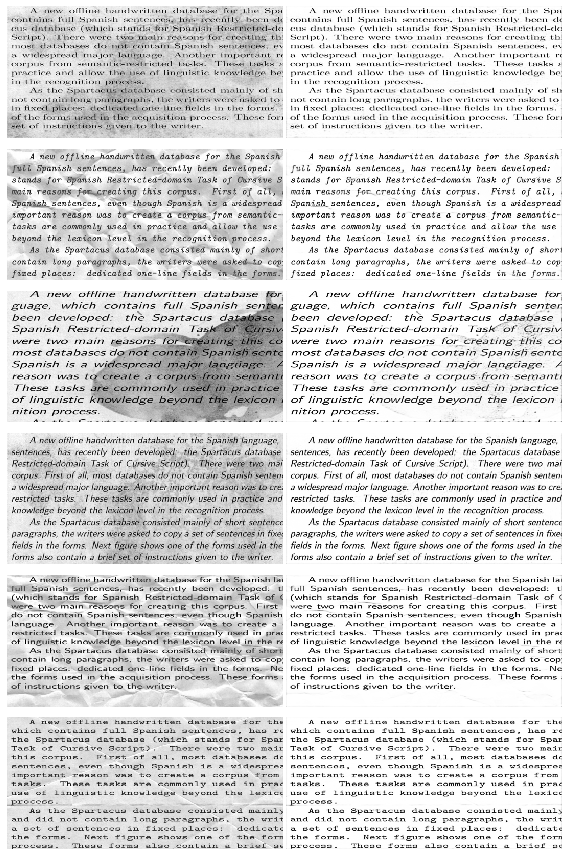 A new offline handwritten database for the Spa
contains full Spanish sentences, has recently been de
cus database (which stands for Spanish Restricted-do
Script). There were two main reasons for creating thi
most databases do not contain Spanish sentences, ev
a widespread major language. Another important re
corpus from semantic-restricted tasks. These tasks a
practice and allow the use of linguistic knowledge be
in the recognition process.
As the Spartacus database consisted mainly of sh
not contain long paragraphs, the writers were asked to
in fixed places: dedicated one-line fields in the forms.
of the forms used in the acquisition process. These for
set of instructions given to the writer.
A new offline handwritten database for the Sp
contains full Spanish sentences, has recently been d
cus database (which stands for Spanish Restricted-d
Script). There were two main reasons for creating th
most databases do not contain Spanish sentences, e
a widespread major language. Another important r
corpus from semantic-restricted tasks. These tasks
practice and allow the use of linguistic knowledge be
in the recognition process.
As the Spartacus database consisted mainly of sh
not contain long paragraphs, the writers were asked t
in fixed places: dedicated one-line fields in the forms
of the forms used in the acquisition process. These for
set of instructions given to the writer.
A new offline handwritten database for the Spanish
full Spanish sentences, has recently been developed:
stands for Spanish Restricted-domain Task of Cursive S
main reasons for creating this corpus. First of all,
Spanish sentences, even though Spanish is a widespread
important reason was to create a corpus from semantic-
tasks are commonly used in practice and allow the use
beyond the lexicon level in the recognition process.
As the Spartacus database consisted mainly of short
contain long paragraphs, the writers were asked to cop
fixed places: dedicated one-line fields in the forms.
A new offline handwritten database for the Spanish
full Spanish sentences, has recently been developed:
stands for Spanish Restricted-domain Task of Cursive S
main reasons for creating this corpus. First of all,
Spanish sentences, even though Spanish is a widespread
important reason was to create a corpus from semantic-
tasks are commonly used in practice and allow the use
beyond the lexicon level in the recognition process.
As the Spartacus database consisted mainly of short
contain long paragraphs, the writers were asked to cop
fixed places: dedicated one-line fields in the forms.
A new offline handwritten database for
guage, which contains full Spanish senten
been developed: the Spartacus database
Spanish Restricted-domain Task of Cursiv
were two main reasons for creating this co
most databases do not contain Spanish sente
Spanish is a widespread major language. A
reason was to create a corpus from semanti
These tasks are commonly used in practice
of linguistic knowledge beyond the lexicon l
nition process.
A new offline handwritten database for
guage, which contains full Spanish senten
been developed: the Spartacus database
Spanish Restricted-domain Task of Cursiv
were two main reasons for creating this co
most databases do not contain Spanish sente
Spanish is a widespread major language. A
reason was to create a corpus from semanti
These tasks are commonly used in practice
of linguistic knowledge beyond the lexicon l
nition process.
A new offline handwritten database for the Spanish language,
sentences, has recently been developed: the Spartacus database
Restricted-domain Task of Cursive Script). There were two mai
corpus. First of all, most databases do not contain Spanish sente
a widespread major language. Another important reason was to cre
restricted tasks. These tasks are commonly used in practice and
knowledge beyond the lexicon level in the recognition process.
As the Spartacus database consisted mainly of short sentence
paragraphs, the writers were asked to copy a set of sentences in fixe
fields in the forms. Next figure shows one of the forms used in the
forms also contain a brief set of instructions given to the writer.
A new offline handwritten database for the Spanish language,
sentences, has recently been developed: the Spartacus database
Restricted-domain Task of Cursive Script). There were two mai
corpus. First of all, most databases do not contain Spanish senten
a widespread major language. Another important reason was to cre
restricted tasks. These tasks are commonly used in practice and
knowledge beyond the lexicon level in the recognition process.
As the Spartacus database consisted mainly of short sentence
paragraphs, the writers were asked to copy a set of sentences in fixe
fields in the forms. Next figure shows one of the forms used in the
forms also contain a brief set of instructions given to the writer.
A new offline handwritten database for the Spanish la
full Spanish sentences, has recently been developed: t
(which stands for Spanish Restricted-domain Task of C
were two main reasons for creating this corpus. First
do not contain Spanish sentences, even though Spanish
language. Another important reason was to create a
restricted tasks. These tasks are commonly used in prac
of linguistic knowledge beyond the lexicon level in the re
As the Spartacus database consisted mainly of short
contain long paragraphs, the writers were asked to cop
fixed places: dedicated one-line fields in the forms. Ne
the forms used in the acquisition process. These forms
of instructions given to the writer.
A new offline handwritten database for the Spanish la
full Spanish sentences, has recently been developed: t
(which stands for Spanish Restricted-domain Task of C
were two main reasons for creating this corpus. First
do not contain Spanish sentences, even though Spanish
language. Another important reason was to create a
restricted tasks. These tasks are commonly used in prac
of linguistic knowledge beyond the lexicon level in the re
As the Spartacus database consisted mainly of short
contain long paragraphs, the writers were asked to cop
fixed places: dedicated one-line fields in the forms. Ne
the forms used in the acquisition process. These forms
of instructions given to the writer.
A new offline handwritten database for the
which contains full Spanish sentences, has re
the Spartacus database (which stands for Span
Task of Cursive Script). There were two main
this corpus. First of all, most databases do
sentences, even though Spanish is a widespread
important reason was to create a corpus from
tasks. These tasks are commonly used in prac
use of linguistic knowledge beyond the lexico
process.
As the Spartacus database consisted mainly
and did not contain long paragraphs, the writ
a set of sentences in fixed places: dedicate
the forms. Next figure shows one of the form
process. These forms also contain a brief se
A new offline handwritten database for the
which contains full Spanish sentences, has r
the Spartacus database (which stands for Spa
Task of Cursive Script). There were two mai
this corpus. First of all, most databases d
sentences, even though Spanish is a widespre
important reason was to create a corpus from
tasks. These tasks are commonly used in pra
use of linguistic knowledge beyond the lexic
process.
As the Spartacus database consisted mainly
and did not contain long paragraphs, the wri
a set of sentences in fixed places: dedicat
the forms. Next figure shows one of the for
process. These forms also contain a brief s